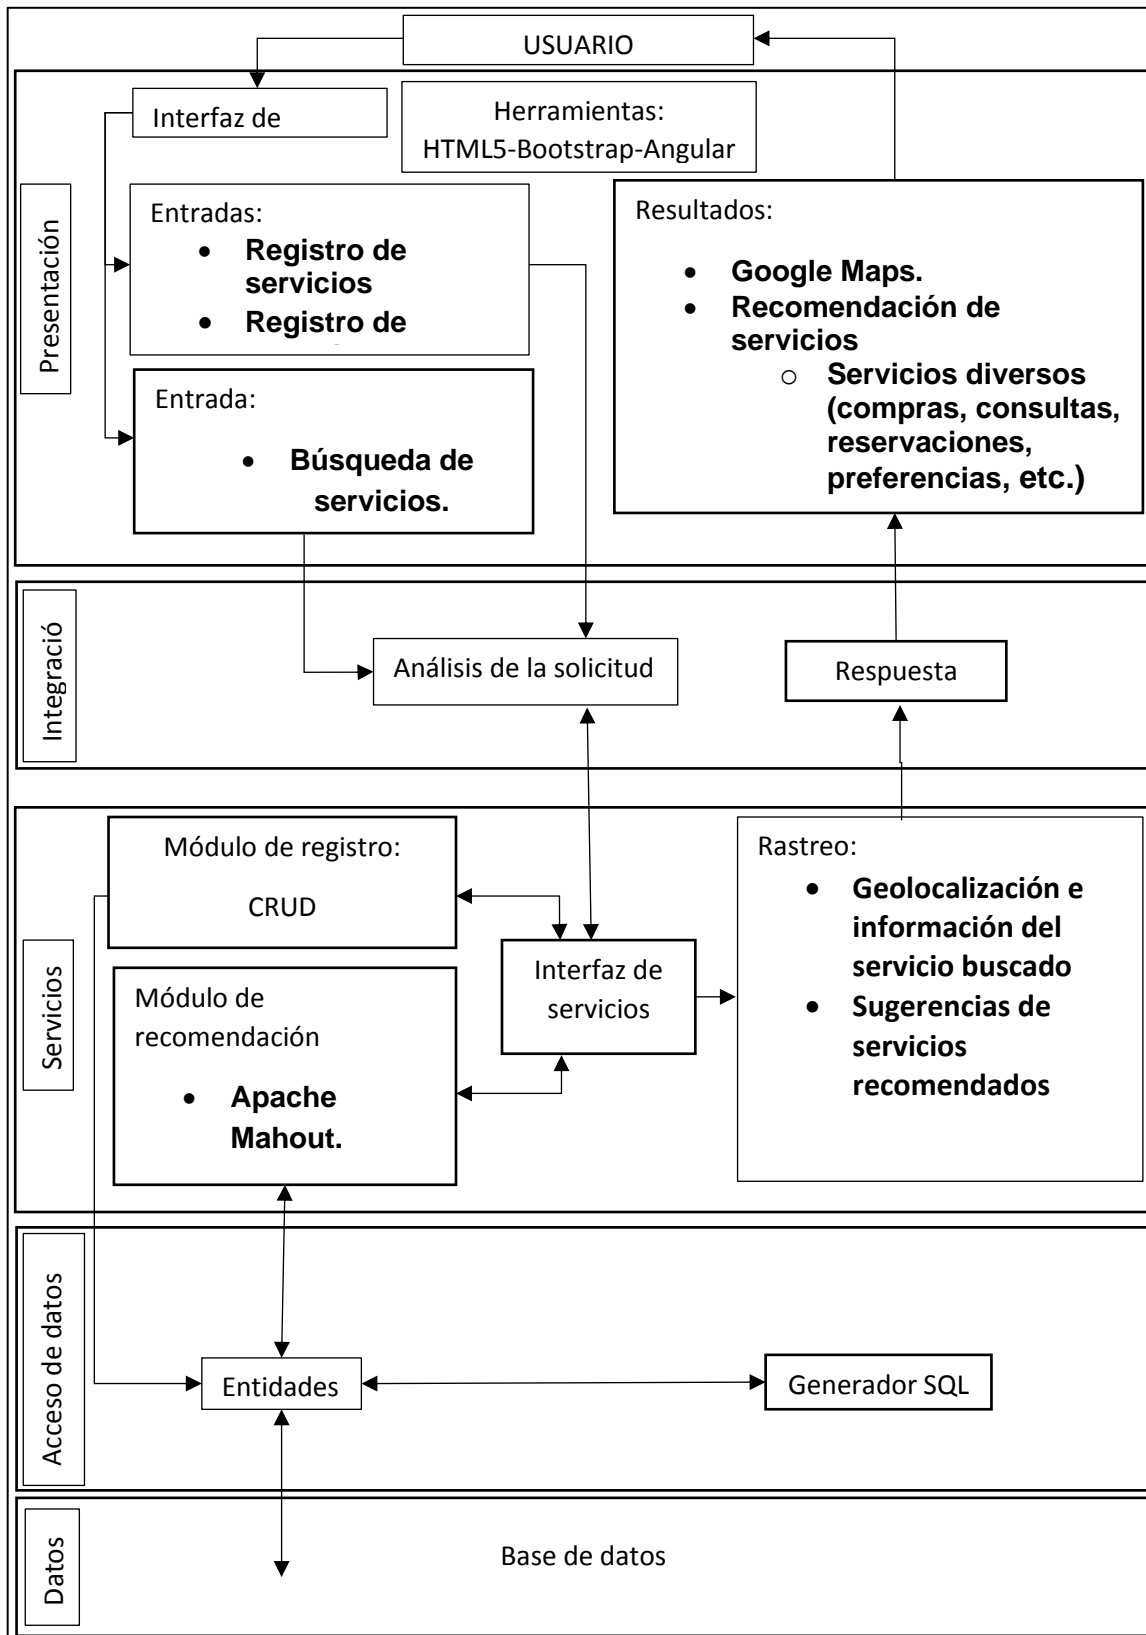 USUARIO
Interfaz de
Herramientas:
HTML5-Bootstrap-Angular
Presentación
Entradas:
• Registro de
servicios
• Registro de
Entrada:
• Búsqueda de
servicios.
Resultados:
• Google Maps.
• Recomendación de
servicios
o Servicios diversos
(compras, consultas,
reservaciones,
preferencias, etc.)
Integració
Análisis de la solicitud
Respuesta
Servicios
Módulo de registro:
CRUD
Módulo de
recomendación
• Apache
Mahout.
Interfaz de
servicios
Rastreo:
• Geolocalización e
información del
servicio buscado
• Sugerencias de
servicios
recomendados
Acceso de datos
Entidades
Generador SQL
Datos
Base de datos